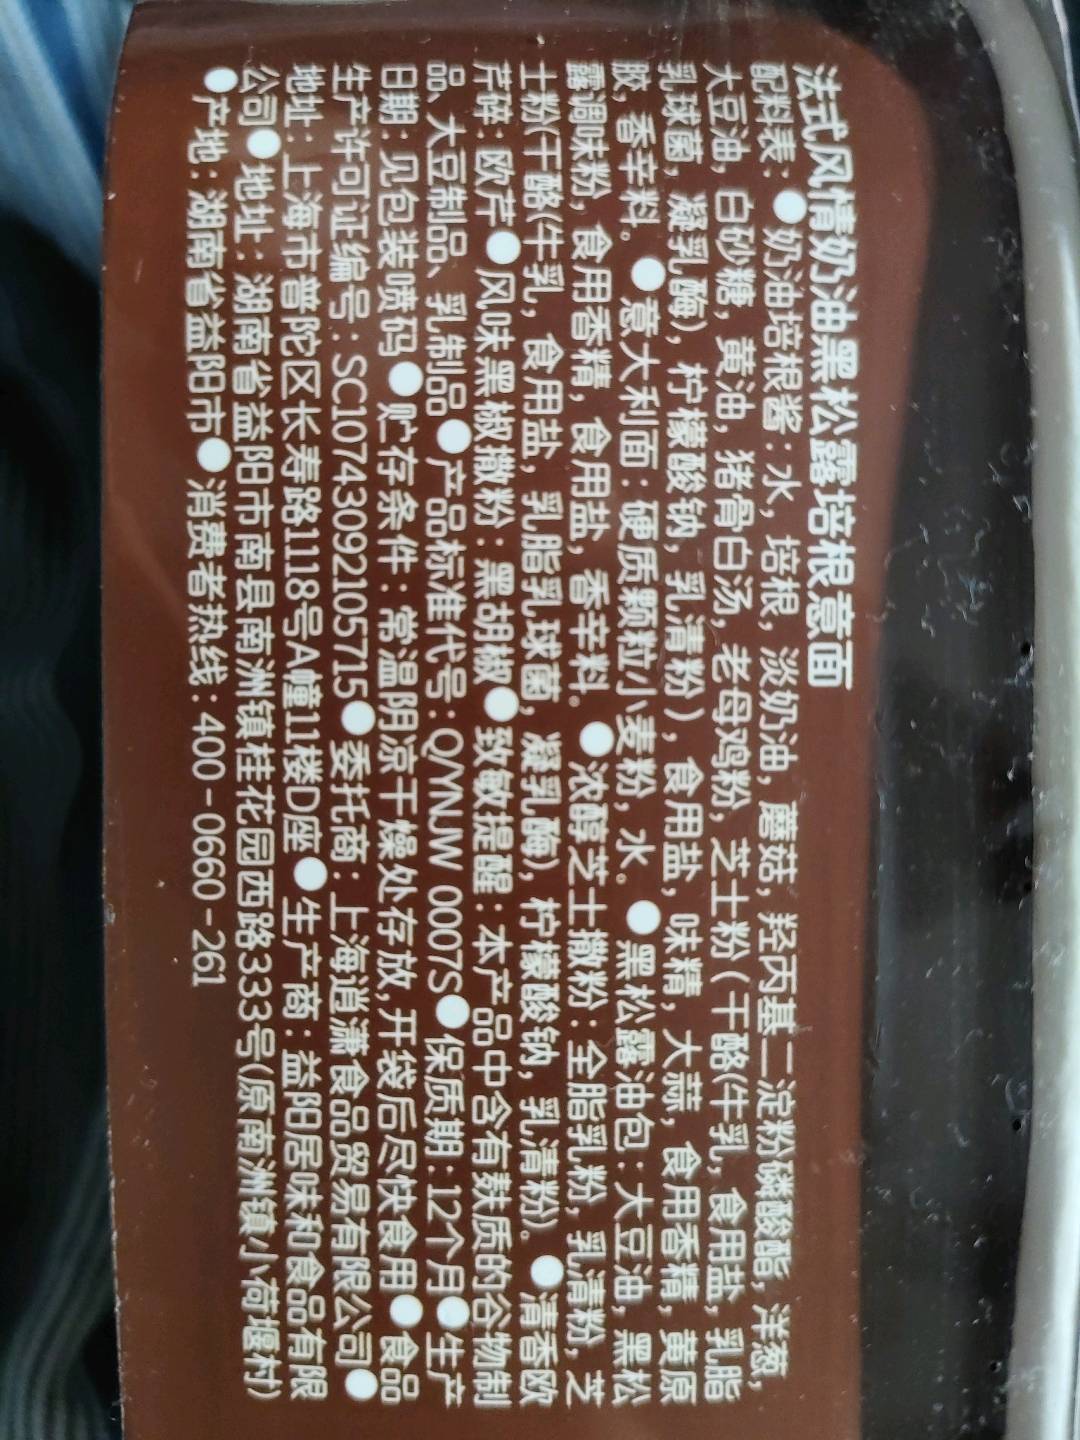 法式风情奶油黑松露培根意面
配料表：●奶油培根酱：水，培根，淡奶油，蘑菇，羟丙基二淀粉磷酸酯，洋葱，
大豆油，白砂糖，黄油，猪骨白汤，老母鸡粉，芝士粉（干酪(牛乳，食用盐，乳脂
乳球菌，凝乳酶)，柠檬酸钠，乳清粉），食用盐，味精，大蒜，食用香精，黄原
胶，香辛料。●意大利面：硬质颗粒小麦粉，水。●黑松露油包：大豆油，黑松
露调味粉，食用香精，食用盐，香辛料。●浓醇芝士撒粉：全脂乳粉，乳清粉，芝
士粉(干酪(牛乳，食用盐，乳脂乳球菌，凝乳酶)，柠檬酸钠，乳清粉)。●清香欧
芹碎：欧芹●风味黑椒撒粉：黑胡椒●致敏提醒：本产品中含有麸质的谷物制
品、大豆制品、乳制品●产品标准代号：Q/YNJW 0007S●保质期：12个月●生产
日期：见包装喷码●贮存条件：常温阴凉干燥处存放，开袋后尽快食用●食品
生产许可证编号：SC10743092105715●委托商：上海逍潇食品贸易有限公司●
地址：上海市普陀区长寿路1118号A幢11楼D座●生产商：益阳居味和食品有限
公司●地址：湖南省益阳市南县南洲镇桂花园西路333号(原南洲镇小荷堰村)
●产地：湖南省益阳市●消费者热线：400-0660-261